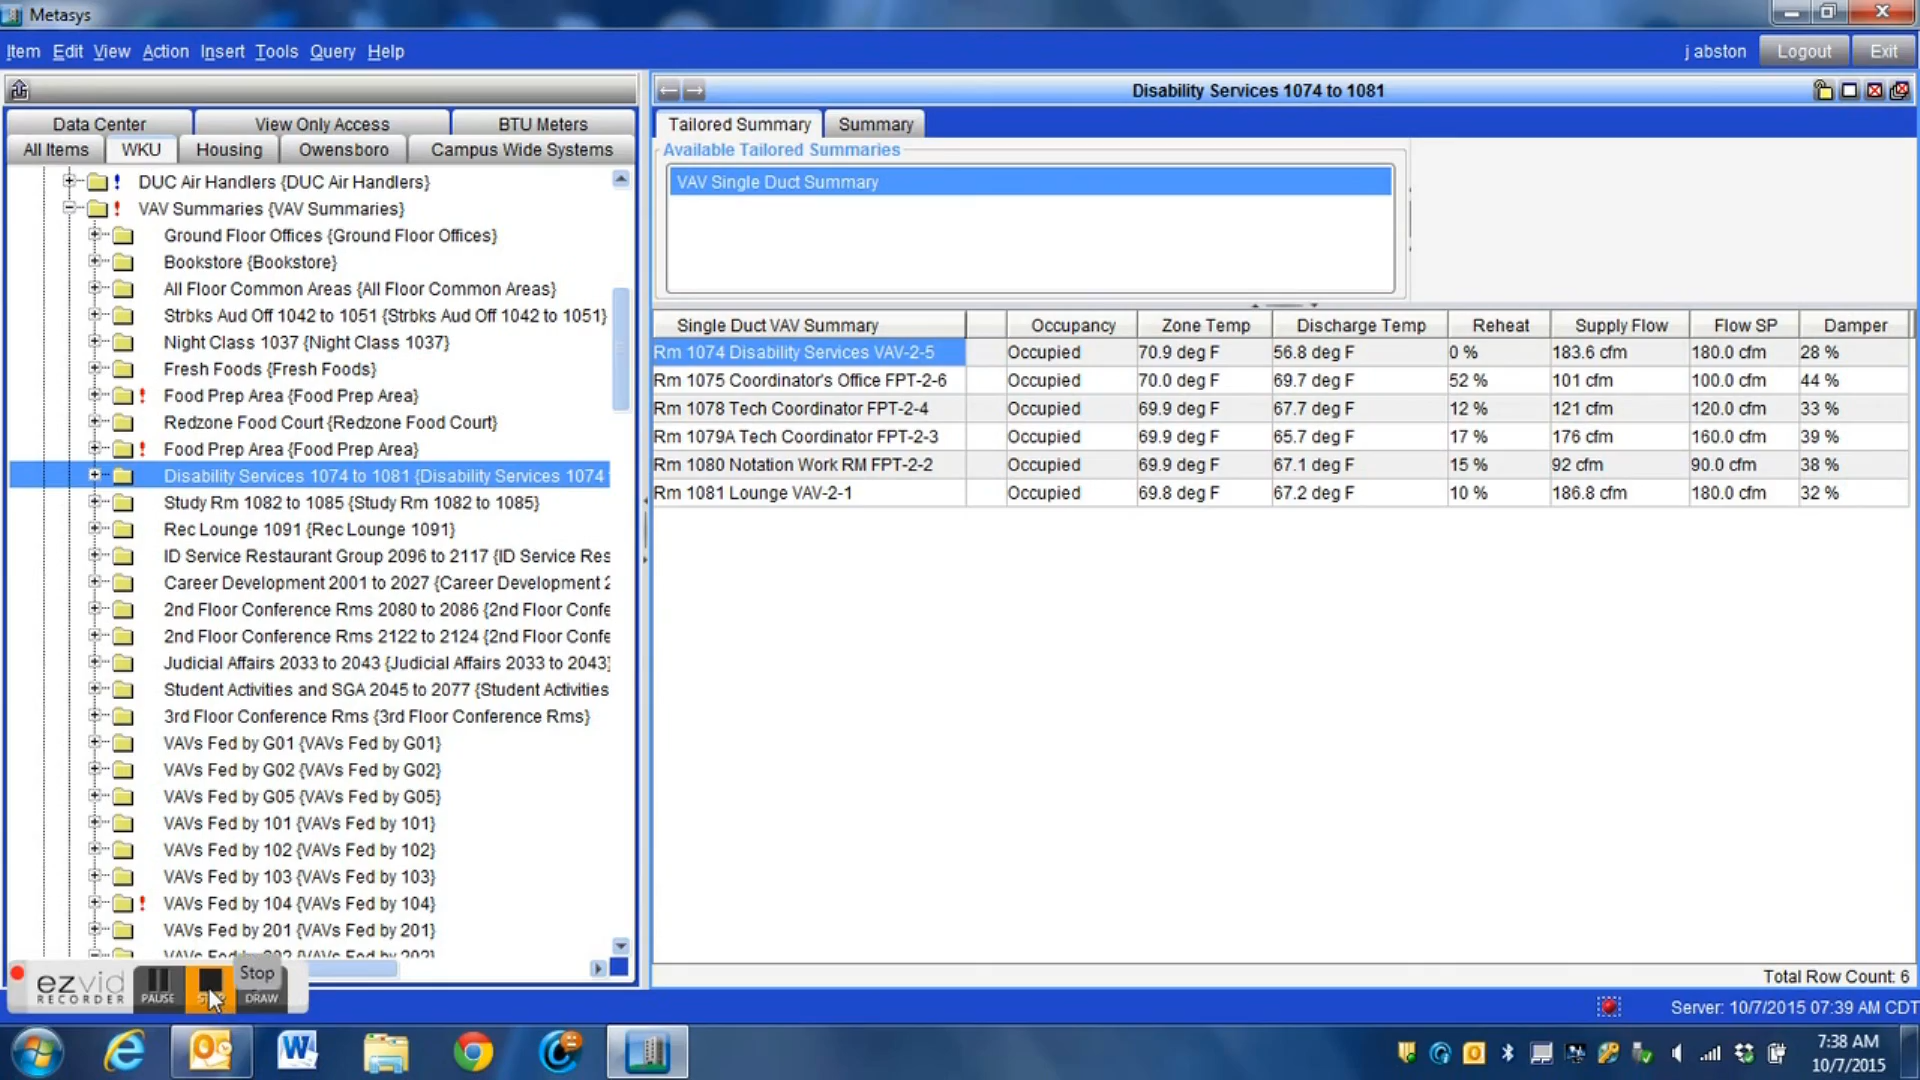 Metasys
Item Edit View Action Insert Tools Query Help
j abston Logout Exit
Data Center View Only Access BTU Meters
All Items WKU Housing Owensboro Campus Wide Systems
DUC Air Handlers {DUC Air Handlers}
VAV Summaries {VAV Summaries}
Ground Floor Offices {Ground Floor Offices}
Bookstore {Bookstore}
All Floor Common Areas {All Floor Common Areas}
Strbks Aud Off 1042 to 1051 {Strbks Aud Off 1042 to 1051}
Night Class 1037 {Night Class 1037}
Fresh Foods {Fresh Foods}
Food Prep Area {Food Prep Area}
Redzone Food Court {Redzone Food Court}
Food Prep Area {Food Prep Area}
Disability Services 1074 to 1081 {Disability Services 1074
Study Rm 1082 to 1085 {Study Rm 1082 to 1085}
Rec Lounge 1091 {Rec Lounge 1091}
ID Service Restaurant Group 2096 to 2117 {ID Service Res
Career Development 2001 to 2027 {Career Development 2
2nd Floor Conference Rms 2080 to 2086 {2nd Floor Confe
2nd Floor Conference Rms 2122 to 2124 {2nd Floor Confe
Judicial Affairs 2033 to 2043 {Judicial Affairs 2033 to 2043}
Student Activities and SGA 2045 to 2077 {Student Activities
3rd Floor Conference Rms {3rd Floor Conference Rms}
VAVs Fed by G01 {VAVs Fed by G01}
VAVs Fed by G02 {VAVs Fed by G02}
VAVs Fed by G05 {VAVs Fed by G05}
VAVs Fed by 101 {VAVs Fed by 101}
VAVs Fed by 102 {VAVs Fed by 102}
VAVs Fed by 103 {VAVs Fed by 103}
VAVs Fed by 104 {VAVs Fed by 104}
VAVs Fed by 201 {VAVs Fed by 201}
Disability Services 1074 to 1081
Tailored Summary Summary
Available Tailored Summaries
VAV Single Duct Summary
Single Duct VAV Summary Occupancy Zone Temp Discharge Temp Reheat Supply Flow Flow SP Damper
Rm 1074 Disability Services VAV-2-5 Occupied 70.9 deg F 56.8 deg F 0 % 183.6 cfm 180.0 cfm 28 %
Rm 1075 Coordinator's Office FPT-2-6 Occupied 70.0 deg F 69.7 deg F 52 % 101 cfm 100.0 cfm 44 %
Rm 1078 Tech Coordinator FPT-2-4 Occupied 69.9 deg F 67.7 deg F 12 % 121 cfm 120.0 cfm 33 %
Rm 1079A Tech Coordinator FPT-2-3 Occupied 69.9 deg F 65.7 deg F 17 % 176 cfm 160.0 cfm 39 %
Rm 1080 Notation Work RM FPT-2-2 Occupied 69.9 deg F 67.1 deg F 15 % 92 cfm 90.0 cfm 38 %
Rm 1081 Lounge VAV-2-1 Occupied 69.8 deg F 67.2 deg F 10 % 186.8 cfm 180.0 cfm 32 %
Total Row Count: 6
Stop
ezvid
RECORDER
PAUSE
DRAW
Server: 10/7/2015 07:39 AM CDT
7:38 AM
10/7/2015